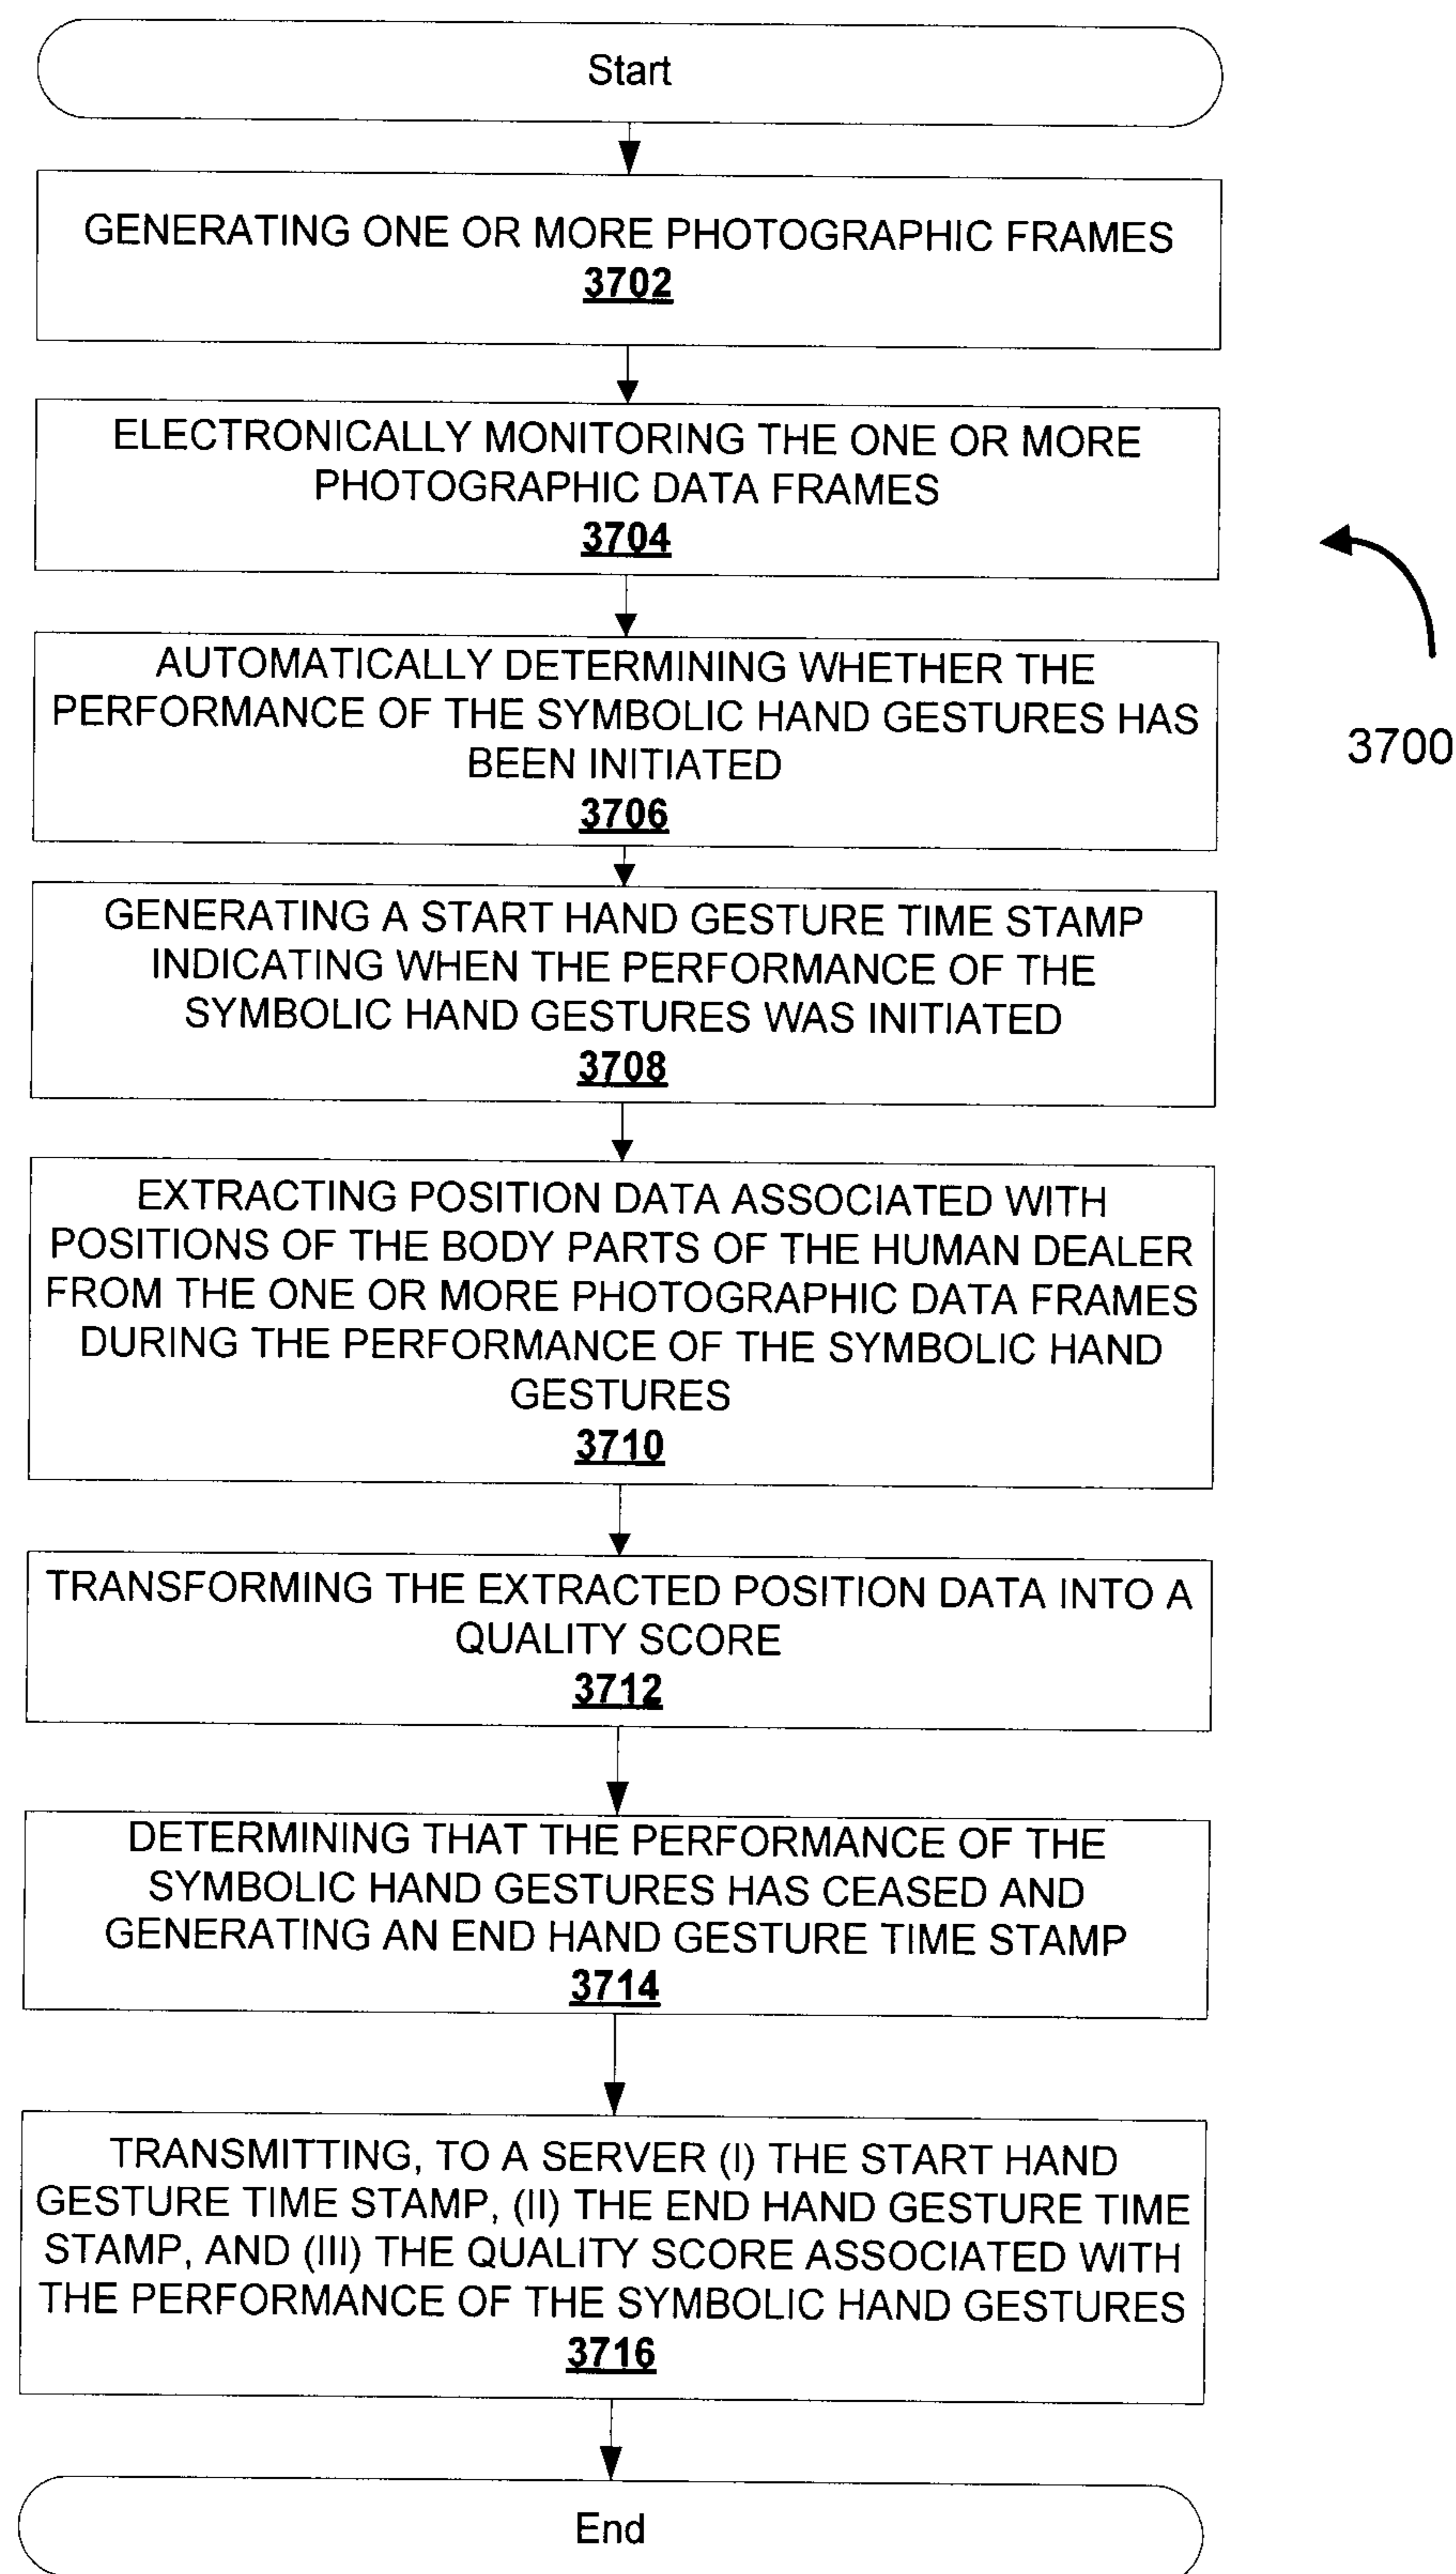 Start
GENERATING ONE OR MORE PHOTOGRAPHIC FRAMES
3702
ELECTRONICALLY MONITORING THE ONE OR MORE
PHOTOGRAPHIC DATA FRAMES
3704
AUTOMATICALLY DETERMINING WHETHER THE
PERFORMANCE OF THE SYMBOLIC HAND GESTURES HAS
BEEN INITIATED
3706
3700
GENERATING A START HAND GESTURE TIME STAMP
INDICATING WHEN THE PERFORMANCE OF THE
SYMBOLIC HAND GESTURES WAS INITIATED
3708
EXTRACTING POSITION DATA ASSOCIATED WITH
POSITIONS OF THE BODY PARTS OF THE HUMAN DEALER
FROM THE ONE OR MORE PHOTOGRAPHIC DATA FRAMES
DURING THE PERFORMANCE OF THE SYMBOLIC HAND
GESTURES
3710
TRANSFORMING THE EXTRACTED POSITION DATA INTO A
QUALITY SCORE
3712
DETERMINING THAT THE PERFORMANCE OF THE
SYMBOLIC HAND GESTURES HAS CEASED AND
GENERATING AN END HAND GESTURE TIME STAMP
3714
TRANSMITTING, TO A SERVER (I) THE START HAND
GESTURE TIME STAMP, (II) THE END HAND GESTURE TIME
STAMP, AND (III) THE QUALITY SCORE ASSOCIATED WITH
THE PERFORMANCE OF THE SYMBOLIC HAND GESTURES
3716
End